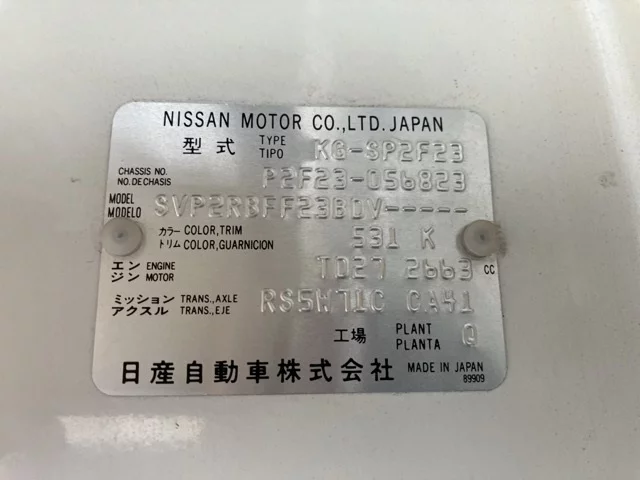 NISSAN MOTOR CO.,LTD. JAPAN
型式 TYPE TIPO KG-SP2F23
CHASSIS NO. NO. DE CHASIS P2F23-056823
MODEL MODELO SVP2RBFF23BDV-----
カラー COLOR,TRIM
トリム COLOR,GUARNICION 531 K
エンジン ENGINE MOTOR TD27 2663 CC
ミッション TRANS.,AXLE
アクスル TRANS.,EJE RS5W71C CA41
工場 PLANT PLANTA Q
日産自動車株式会社 MADE IN JAPAN
89909